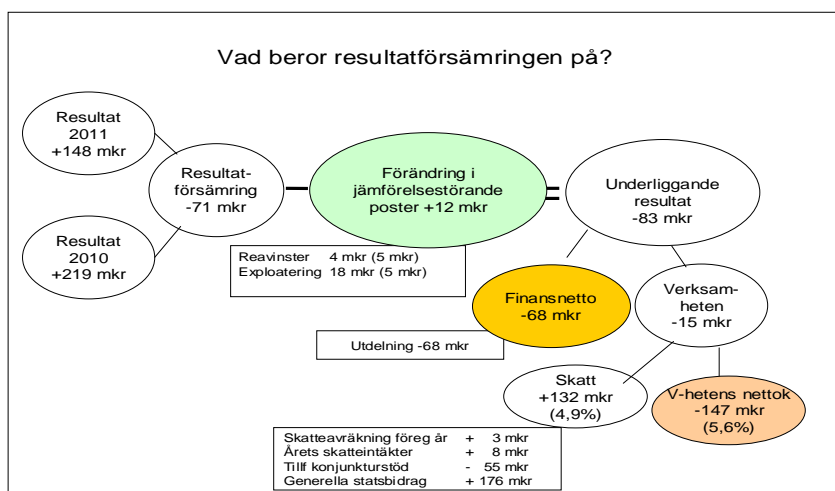 Vad beror resultatförsämringen på?
Resultat
2011
+148 mkr
Resultat-
försämring
-71 mkr
Resultat
2010
+219 mkr
Förändring i
jämförelsestörande
poster +12 mkr
Reavinster 4 mkr (5 mkr)
Exploatering 18 mkr (5 mkr)
Underliggande
resultat
-83 mkr
Finansnetto
-68 mkr
Utdelning -68 mkr
Verksam-
heten
-15 mkr
Skatt
+132 mkr
(4,9%)
V-hetens nettok
-147 mkr
(5,6%)
Skatteavräkning föreg år + 3 mkr
Årets skatteintäkter + 8 mkr
Tillf konjunkturstöd - 55 mkr
Generella statsbidrag + 176 mkr